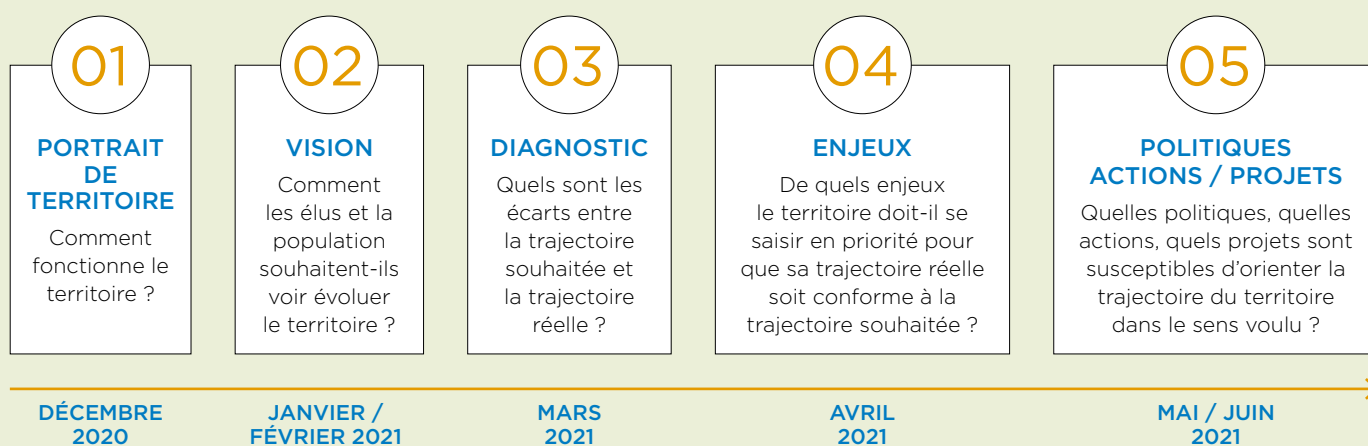 01
PORTRAIT
DE
TERRITOIRE
Comment
fonctionne le
territoire ?
02
VISION
Comment
les élus et la
population
souhaitent-ils
voir évoluer
le territoire ?
03
DIAGNOSTIC
Quels sont les
écarts entre
la trajectoire
souhaitée et
la trajectoire
réelle ?
04
ENJEUX
De quels enjeux
le territoire doit-il se
saisir en priorité pour
que sa trajectoire réelle
soit conforme à la
trajectoire souhaitée ?
05
POLITIQUES
ACTIONS / PROJETS
Quelles politiques, quelles
actions, quels projets sont
susceptibles d’orienter la
trajectoire du territoire
dans le sens voulu ?
DÉCEMBRE
2020
JANVIER /
FÉVRIER 2021
MARS
2021
AVRIL
2021
MAI / JUIN
2021